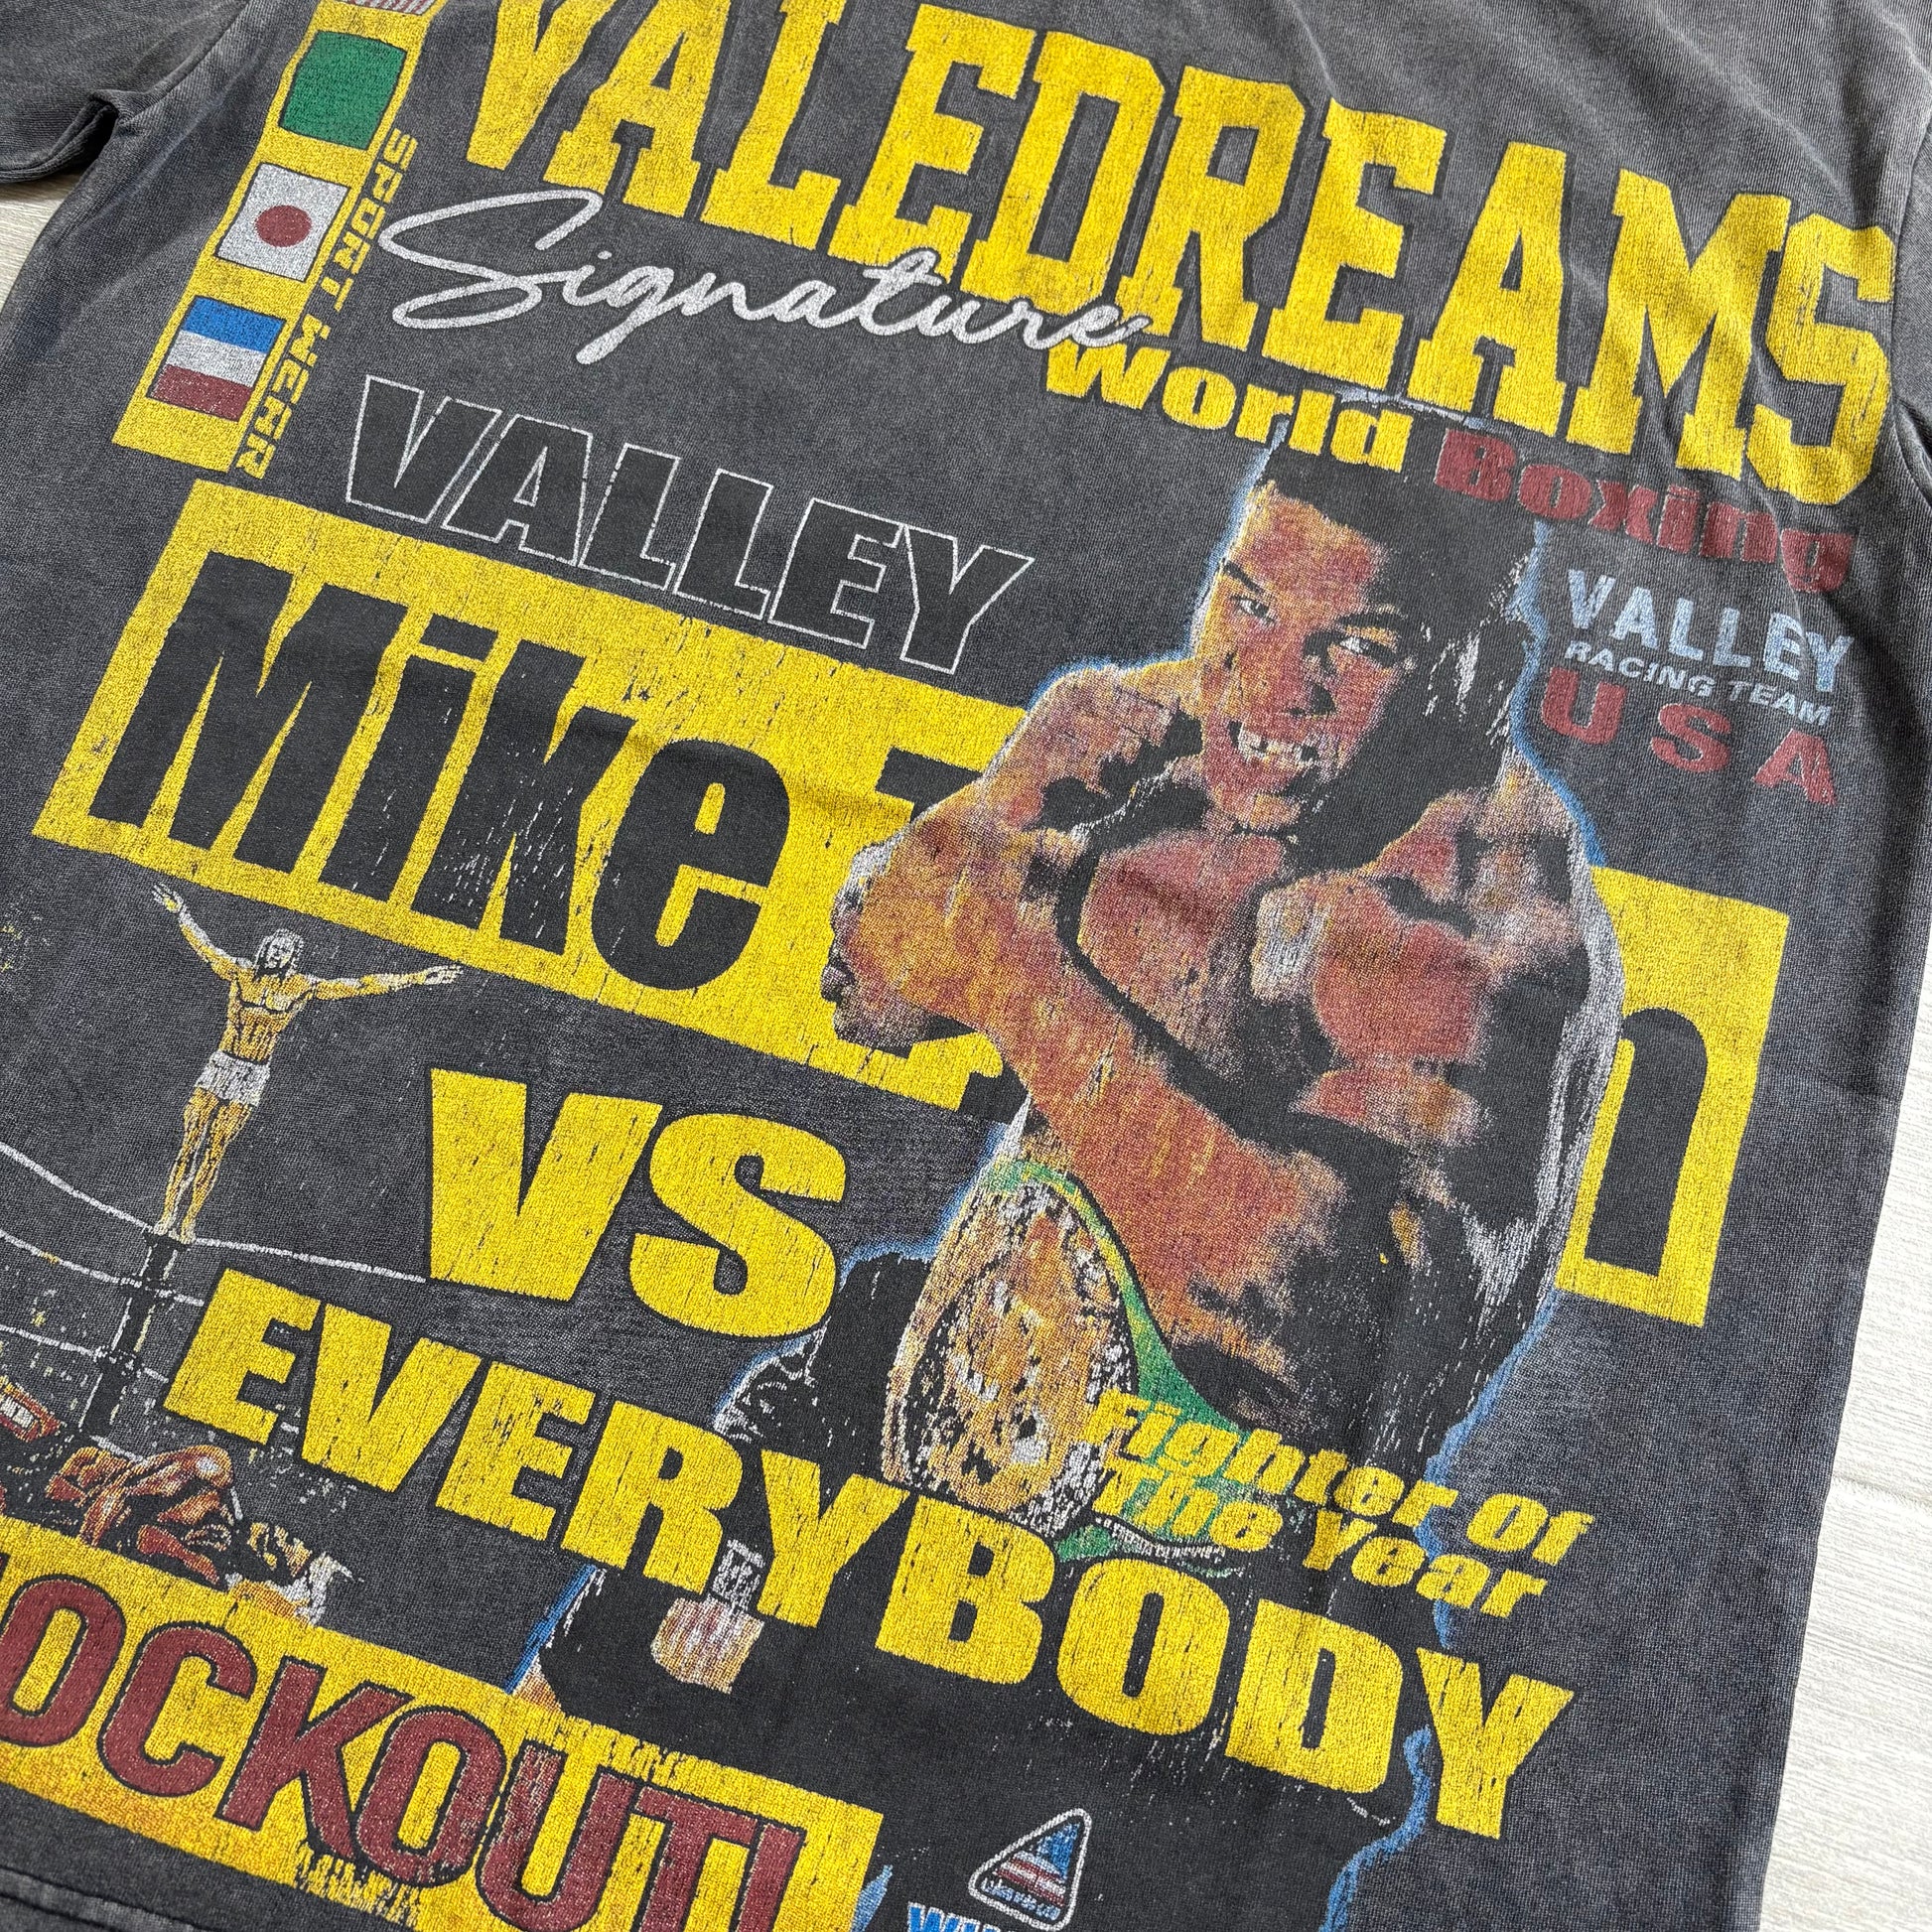 VALEDREAMS
Signature
World Boxing
SPORT WEAR
VALLEY
VALLEY
RACING TEAM
USA
Mike
VS
EVERYBODY
Fighter Of
The Year
OCKOUT!